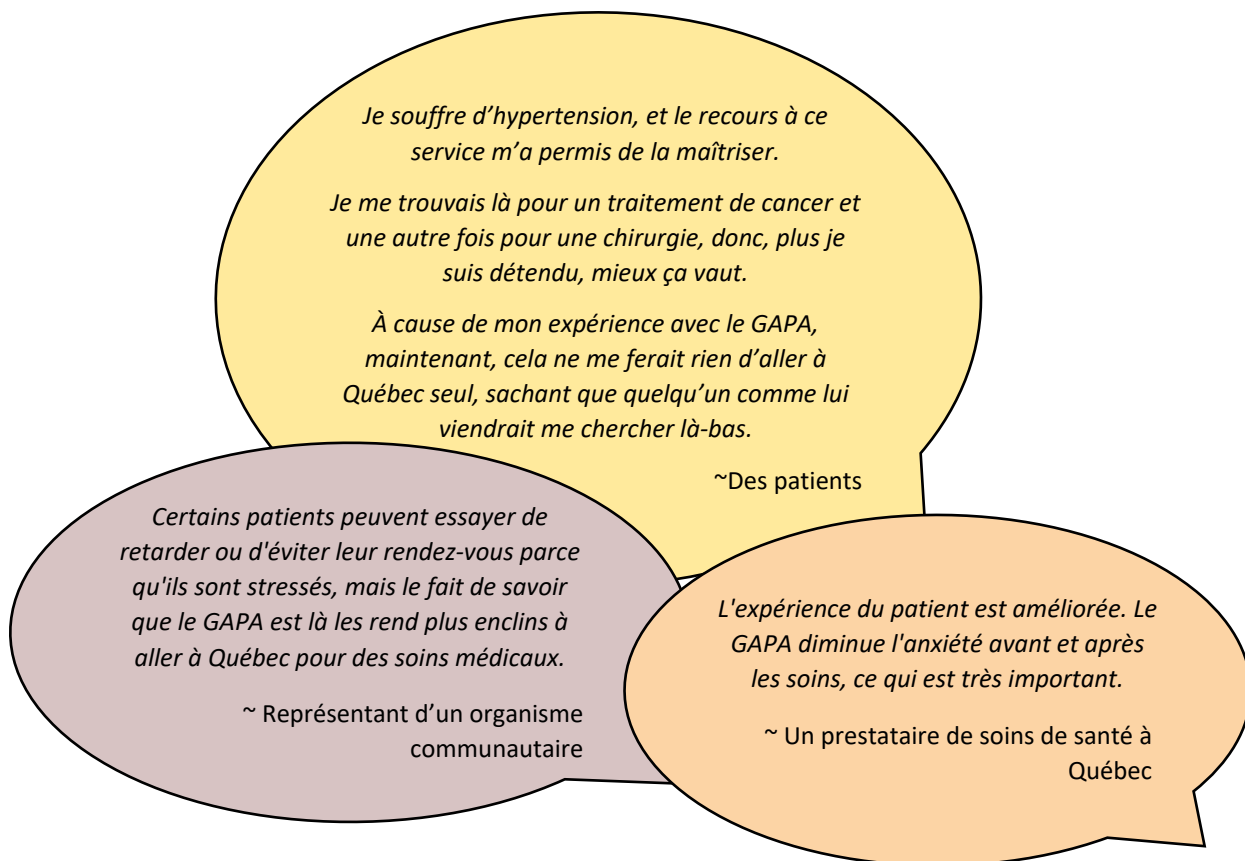 Je souffre d’hypertension, et le recours à ce
service m’a permis de la maîtriser.
Je me trouvais là pour un traitement de cancer et
une autre fois pour une chirurgie, donc, plus je
suis détendu, mieux ça vaut.
À cause de mon expérience avec le GAPA,
maintenant, cela ne me ferait rien d’aller à
Québec seul, sachant que quelqu’un comme lui
viendrait me chercher là-bas.
~Des patients
Certains patients peuvent essayer de
retarder ou d'éviter leur rendez-vous parce
qu'ils sont stressés, mais le fait de savoir
que le GAPA est là les rend plus enclins à
aller à Québec pour des soins médicaux.
~ Représentant d’un organisme
communautaire
L'expérience du patient est améliorée. Le
GAPA diminue l'anxiété avant et après
les soins, ce qui est très important.
~ Un prestataire de soins de santé à
Québec